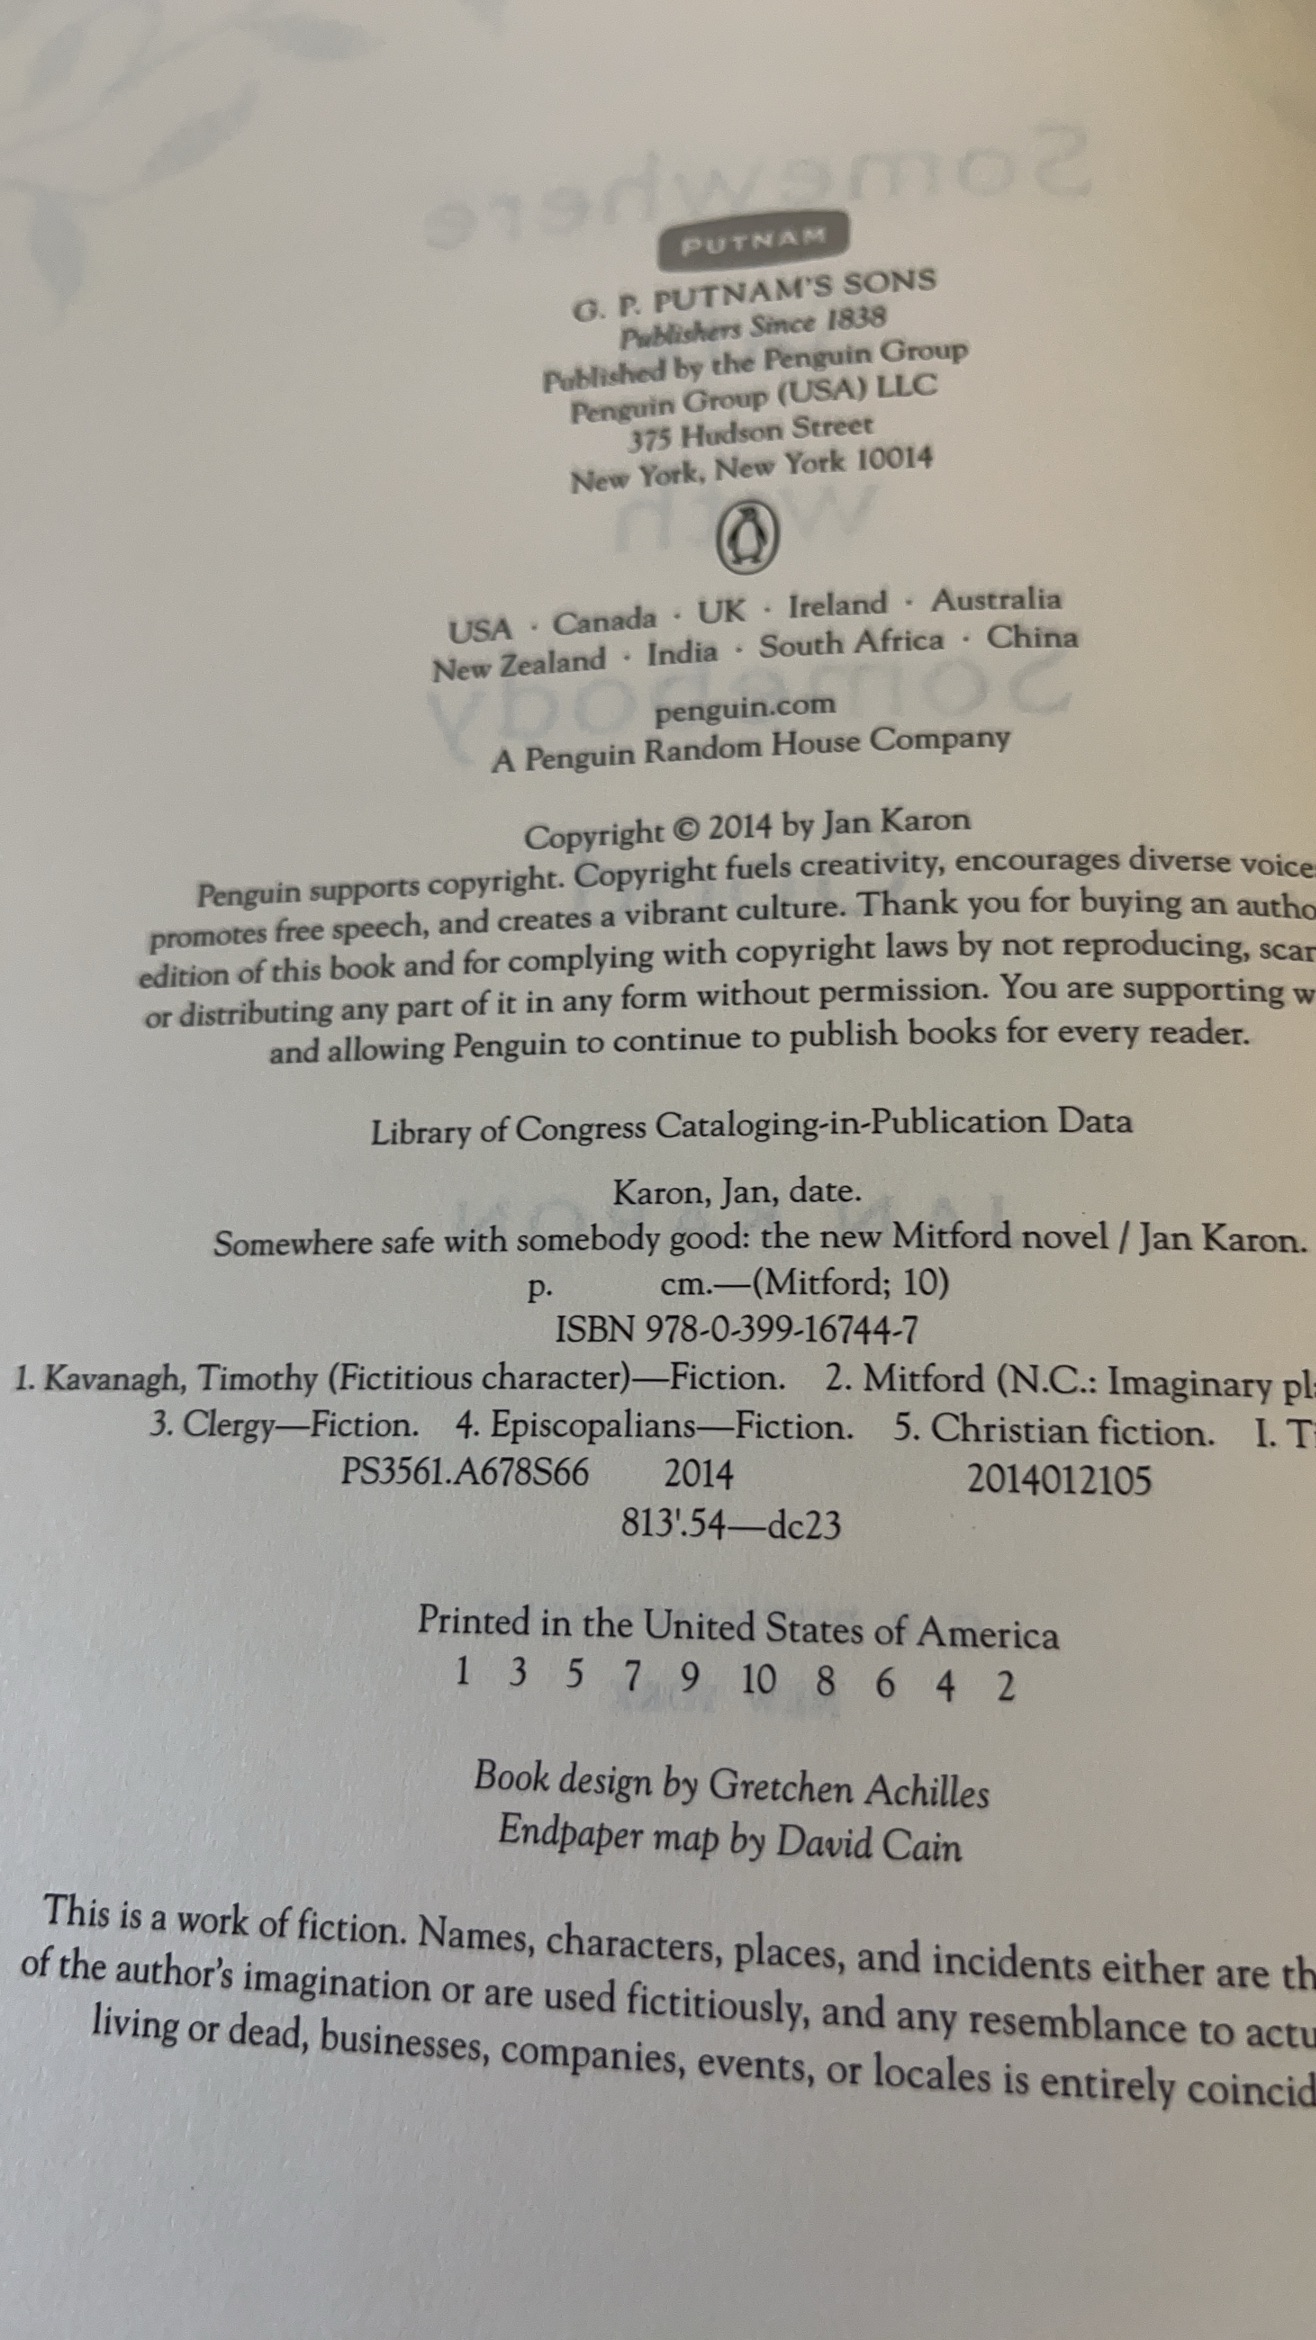 PUTNAM
G. P. PUTNAM'S SONS
Publishers Since 1838
Published by the Penguin Group
Penguin Group (USA) LLC
375 Hudson Street
New York, New York 10014
USA · Canada · UK · Ireland · Australia
New Zealand · India · South Africa · China
penguin.com
A Penguin Random House Company
Copyright © 2014 by Jan Karon
Penguin supports copyright. Copyright fuels creativity, encourages diverse voice
promotes free speech, and creates a vibrant culture. Thank you for buying an autho
edition of this book and for complying with copyright laws by not reproducing, scan
or distributing any part of it in any form without permission. You are supporting w
and allowing Penguin to continue to publish books for every reader.
Library of Congress Cataloging-in-Publication Data
Karon, Jan, date.
Somewhere safe with somebody good: the new Mitford novel / Jan Karon.
p. cm.—(Mitford; 10)
ISBN 978-0-399-16744-7
1. Kavanagh, Timothy (Fictitious character)—Fiction. 2. Mitford (N.C.: Imaginary pl
3. Clergy—Fiction. 4. Episcopalians—Fiction. 5. Christian fiction. I. T
PS3561.A678S66 2014 2014012105
813'.54—dc23
Printed in the United States of America
1 3 5 7 9 10 8 6 4 2
Book design by Gretchen Achilles
Endpaper map by David Cain
This is a work of fiction. Names, characters, places, and incidents either are th
of the author's imagination or are used fictitiously, and any resemblance to actu
living or dead, businesses, companies, events, or locales is entirely coincid